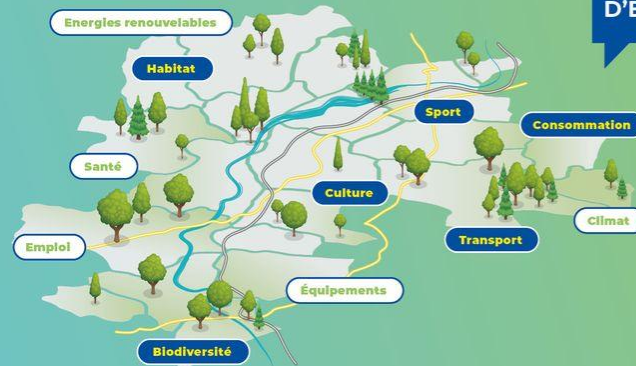 D'E
Energies renouvelables
Habitat
Sport
Consommation
Santé
Culture
Climat
Emploi
Transport
Équipements
Biodiversité